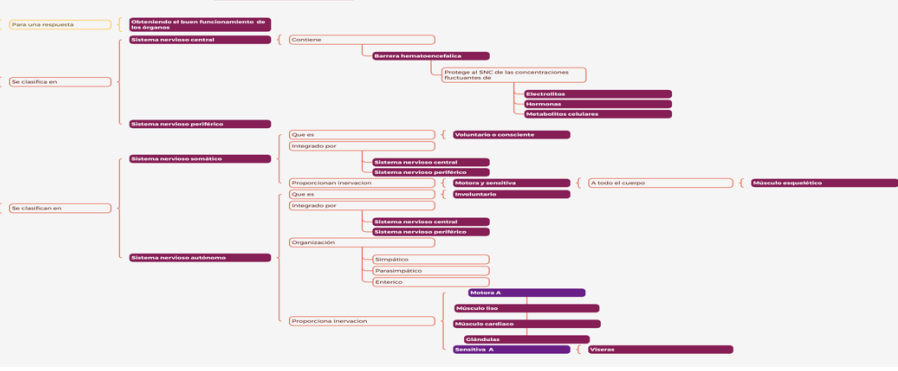 Para una respuesta
Obteniendo el buen funcionamiento de
los órganos
Sistema nervioso central
Contiene
Barrera hematoencefalica
Protege al SNC de las concentraciones
fluctuantes de
Se clasifica en
Electrolitos
Hormonas
Metabolitos celulares
Sistema nervioso periférico
Que es
Voluntario o consciente
Integrado por
Sistema nervioso somático
Sistema nervioso central
Sistema nervioso periférico
Proporcionan inervacion
Motora y sensitiva
A todo el cuerpo
Músculo esquelético
Que es
Involuntario
Se clasifican en
Integrado por
Sistema nervioso central
Sistema nervioso periférico
Organización
Sistema nervioso autónomo
Simpático
Parasimpático
Enterico
Proporciona inervacion
Motora A
Músculo liso
Músculo cardiaco
Glándulas
Sensitiva A
Viseras